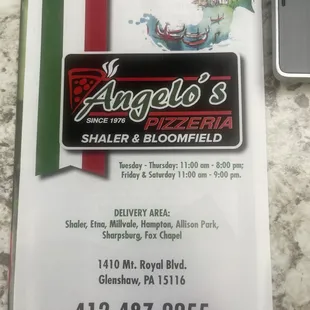 Angelo's
SINCE 1976
PIZZERIA
SHALER & BLOOMFIELD
Tuesday - Thursday: 11:00 am - 8:00 pm;
Friday & Saturday 11:00 am - 9:00 pm.
DELIVERY AREA:
Shaler, Etna, Millvale, Hampton, Allison Park,
Sharpsburg, Fox Chapel
1410 Mt. Royal Blvd.
Glenshaw, PA 15116